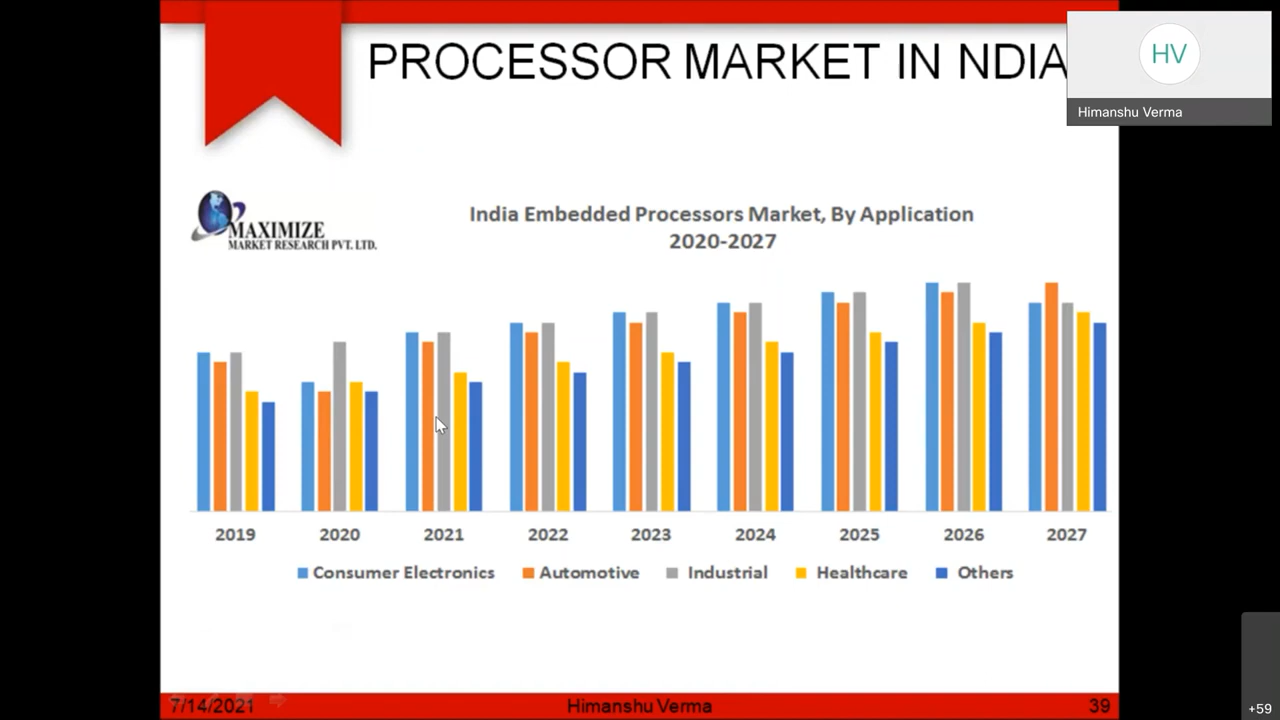 PROCESSOR MARKET IN NDIA
HV
Himanshu Verma
MAXIMIZE
MARKET RESEARCH PVT. LTD.
India Embedded Processors Market, By Application
2020-2027
2019 2020 2021 2022 2023 2024 2025 2026 2027
Consumer Electronics Automotive Industrial Healthcare Others
7/14/2021 Himanshu Verma 39
+59